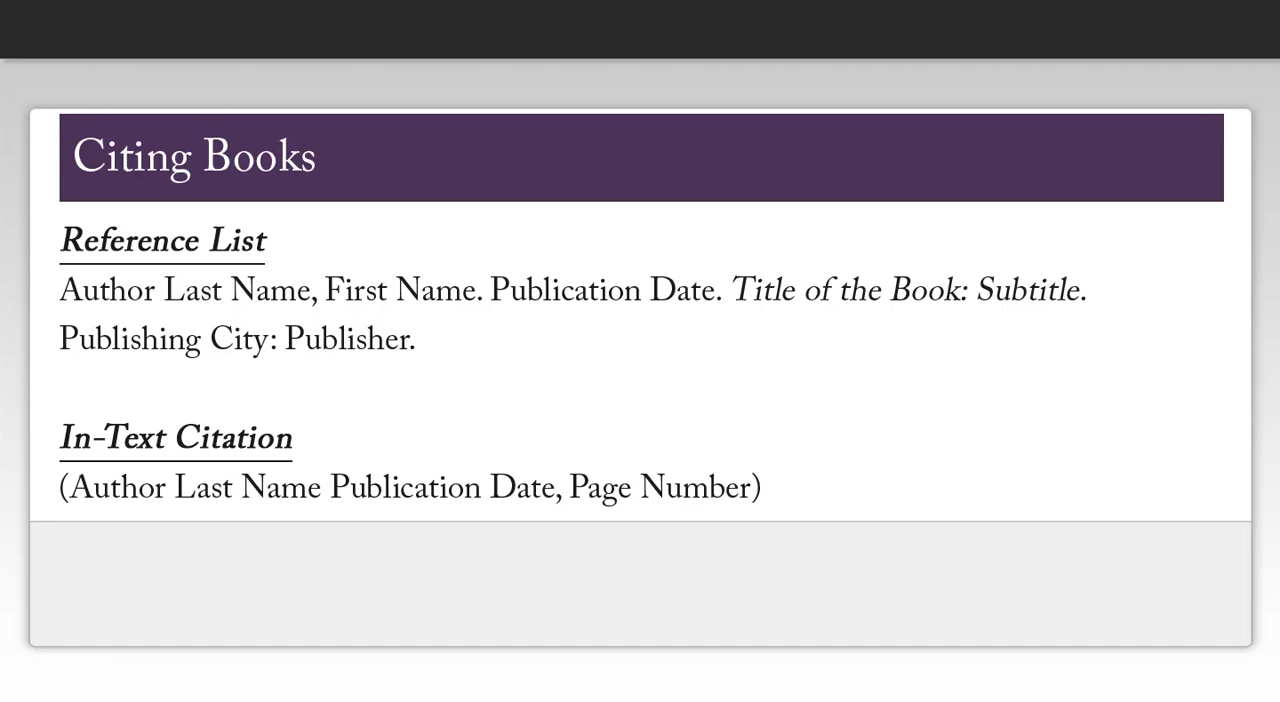 Citing Books
Reference List
Author Last Name, First Name. Publication Date. Title of the Book: Subtitle.
Publishing City: Publisher.
In-Text Citation
(Author Last Name Publication Date, Page Number)